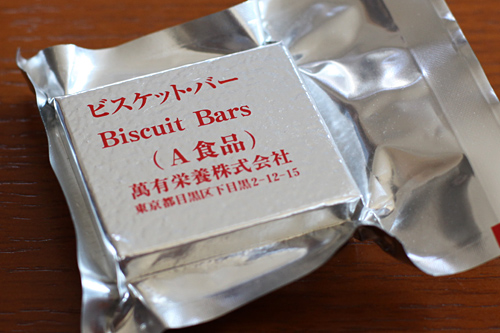 ビスケット・バー
Biscuit Bars
(A食品)
萬有栄養株式会社
東京都目黒区下目黒2-12-15